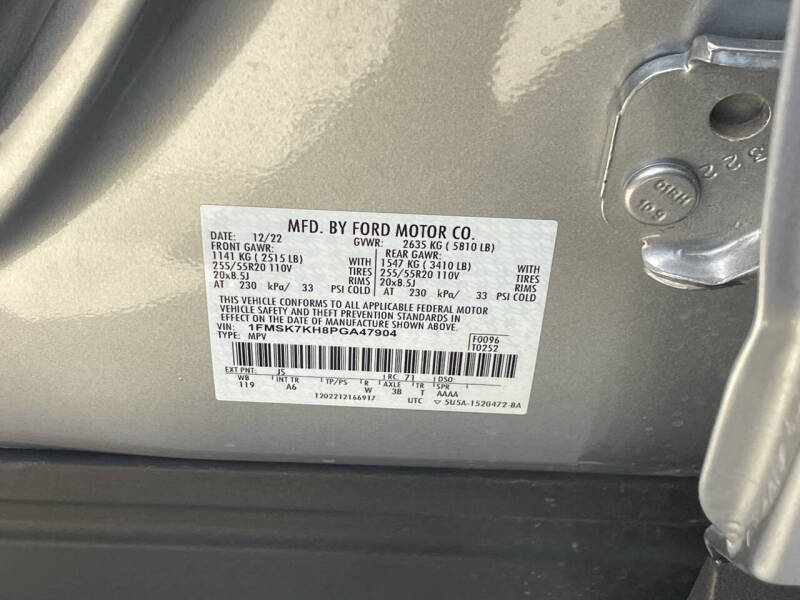 MFD. BY FORD MOTOR CO.
DATE: 12/22 GVWR: 2635 KG ( 5810 LB)
FRONT GAWR: REAR GAWR:
1141 KG ( 2515 LB) WITH 1547 KG ( 3410 LB) WITH
255/55R20 110V TIRES 255/55R20 110V TIRES
20x8.5J RIMS 20x8.5J RIMS
AT 230 kPa/ 33 PSI COLD AT 230 kPa/ 33 PSI COLD
THIS VEHICLE CONFORMS TO ALL APPLICABLE FEDERAL MOTOR
VEHICLE SAFETY AND THEFT PREVENTION STANDARDS IN
EFFECT ON THE DATE OF MANUFACTURE SHOWN ABOVE.
VIN: 1FMSK7KH8PGA47904 F0096
TYPE: MPV T0252
EXT PNT: JS RC: 71 DSO:
WB INT TR TP/PS R AXLE TR SPR
119 A6 W 3B T AAAA
1202212166917 UTC ▽ 5U5A-1520472-BA
322